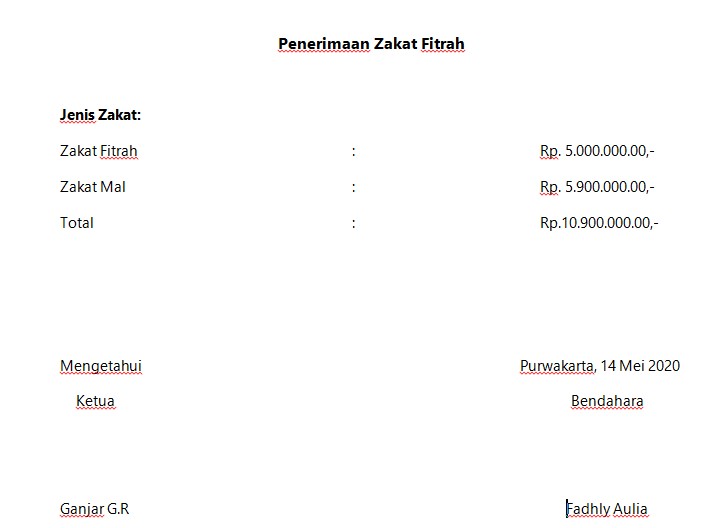 Penerimaan Zakat Fitrah
Jenis Zakat:
Zakat Fitrah : Rp. 5.000.000.00,-
Zakat Mal : Rp. 5.900.000.00,-
Total : Rp.10.900.000.00,-
Mengetahui Purwakarta, 14 Mei 2020
Ketua Bendahara
Ganjar G.R Fadhly Aulia